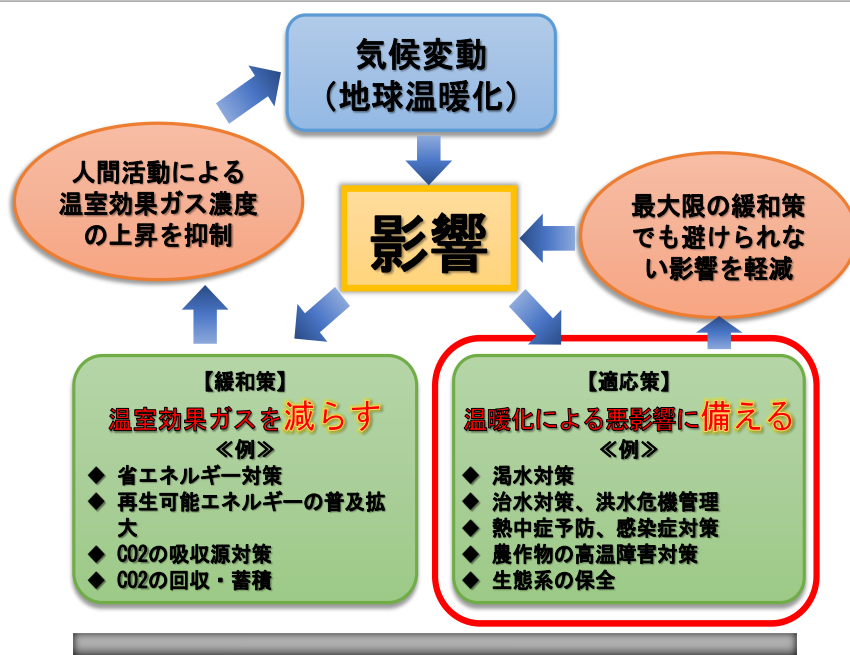 気候変動
(地球温暖化)
人間活動による
温室効果ガス濃度
の上昇を抑制
影響
最大限の緩和策
でも避けられな
い影響を軽減
【緩和策】
温室効果ガスを減らす
≪例≫
◆ 省エネルギー対策
◆ 再生可能エネルギーの普及拡
大
◆ CO2の吸収源対策
◆ CO2の回収・蓄積
【適応策】
温暖化による悪影響に備える
≪例≫
◆ 渇水対策
◆ 治水対策、洪水危機管理
◆ 熱中症予防、感染症対策
◆ 農作物の高温障害対策
◆ 生態系の保全